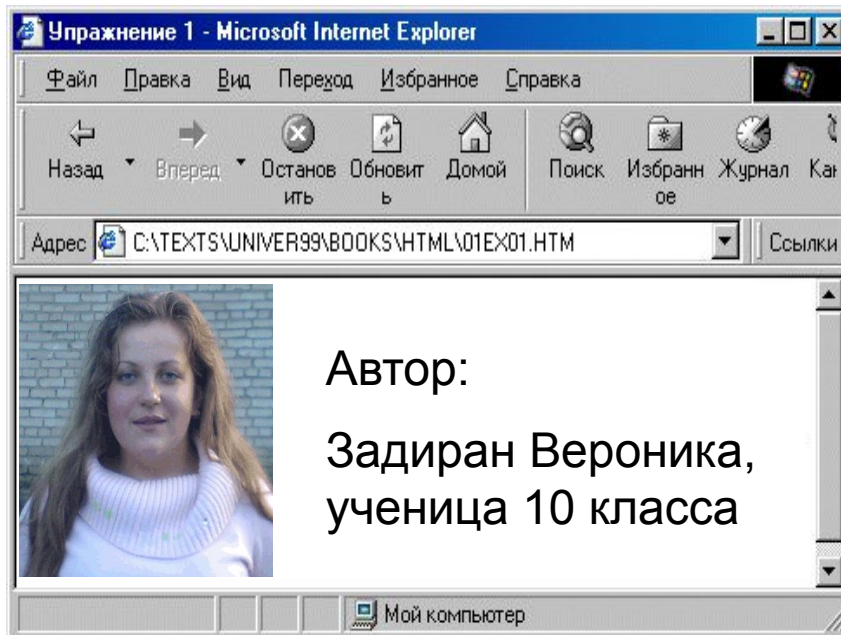 Упражнение 1 - Microsoft Internet Explorer
Файл Правка Вид Переход Избранное Справка
Назад Вперед Останов Обновит Домой Поиск Избранн Журнал Кан
ить ь ое
Адрес C:\TEXTS\UNIVER99\BOOKS\HTML\01EX01.HTM Ссылки
Автор:
Задиран Вероника,
ученица 10 класса
Мой компьютер